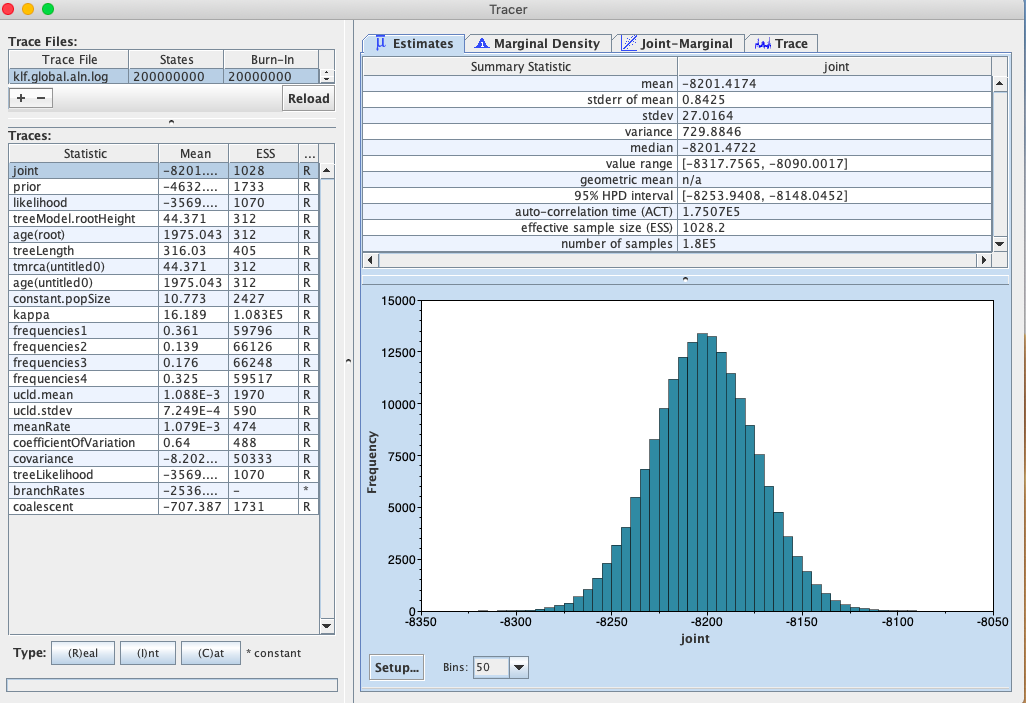 Tracer
Trace Files:
Trace File States Burn-In
klf.global.aln.log 200000000 20000000
+ − Reload
Traces:
Statistic Mean ESS ...
joint -8201.... 1028 R
prior -4632.... 1733 R
likelihood -3569.... 1070 R
treeModel.rootHeight 44.371 312 R
age(root) 1975.043 312 R
treeLength 316.03 405 R
tmrca(untitled0) 44.371 312 R
age(untitled0) 1975.043 312 R
constant.popSize 10.773 2427 R
kappa 16.189 1.083E5 R
frequencies1 0.361 59796 R
frequencies2 0.139 66126 R
frequencies3 0.176 66248 R
frequencies4 0.325 59517 R
ucld.mean 1.088E-3 1970 R
ucld.stdev 7.249E-4 590 R
meanRate 1.079E-3 474 R
coefficientOfVariation 0.64 488 R
covariance -8.202... 50333 R
treeLikelihood -3569.... 1070 R
branchRates -2536.... - *
coalescent -707.387 1731 R
Type: (R)eal (I)nt (C)at * constant
μ Estimates Marginal Density Joint-Marginal Trace
Summary Statistic joint
mean -8201.4174
stderr of mean 0.8425
stdev 27.0164
variance 729.8846
median -8201.4722
value range [-8317.7565, -8090.0017]
geometric mean n/a
95% HPD interval [-8253.9408, -8148.0452]
auto-correlation time (ACT) 1.7507E5
effective sample size (ESS) 1028.2
number of samples 1.8E5
15000
12500
10000
7500
5000
2500
0
Frequency
-8350 -8300 -8250 -8200 -8150 -8100 -8050
joint
Setup... Bins: 50